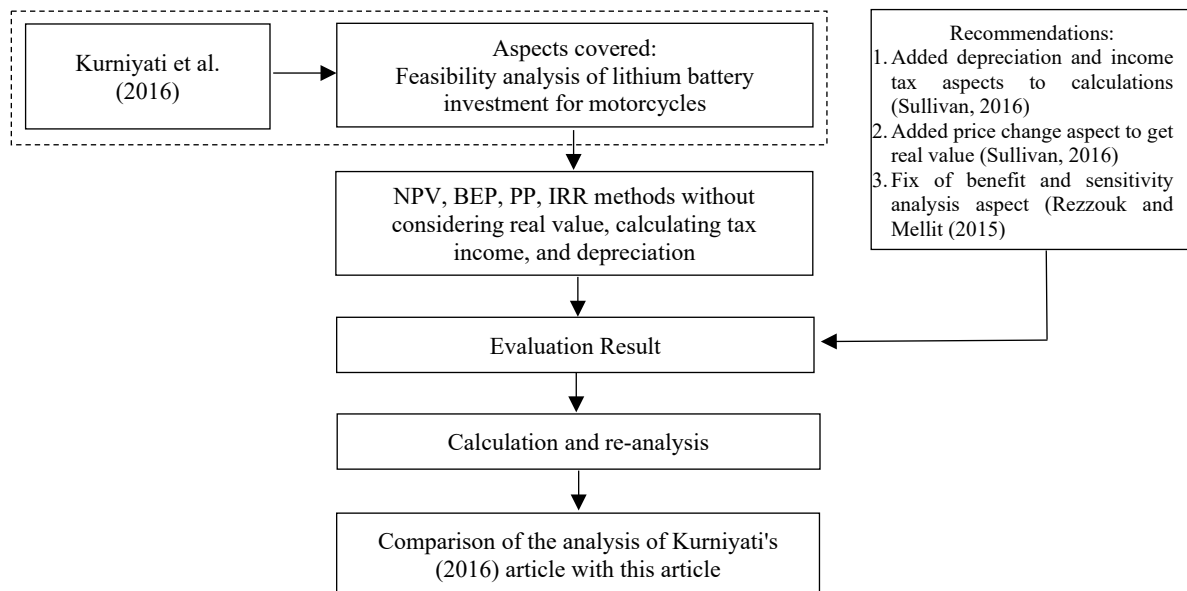 Kurniyati et al.
(2016)
Aspects covered:
Feasibility analysis of lithium battery
investment for motorcycles
Recommendations:
1. Added depreciation and income
tax aspects to calculations
(Sullivan, 2016)
2. Added price change aspect to get
real value (Sullivan, 2016)
3. Fix of benefit and sensitivity
analysis aspect (Rezzouk and
Mellit (2015)
NPV, BEP, PP, IRR methods without
considering real value, calculating tax
income, and depreciation
Evaluation Result
Calculation and re-analysis
Comparison of the analysis of Kurniyati's
(2016) article with this article